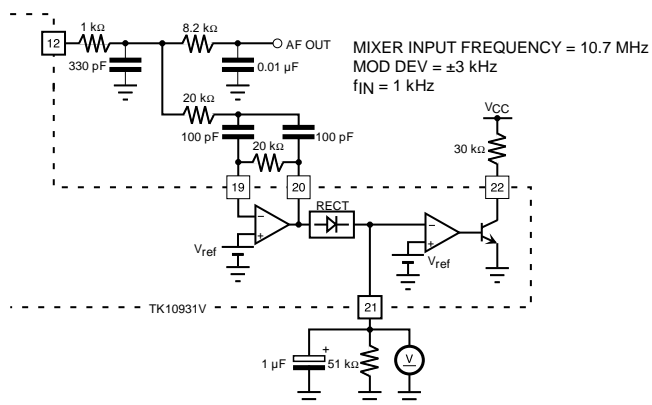 1 kΩ
8.2 kΩ
12
AF OUT
330 pF
0.01 µF
MIXER INPUT FREQUENCY = 10.7 MHz
MOD DEV = ±3 kHz
fIN = 1 kHz
20 kΩ
VCC
100 pF
100 pF
20 kΩ
30 kΩ
19
20
22
RECT
−
+
Vref
−
+
Vref
TK10931V
21
1 µF
+
51 kΩ
V